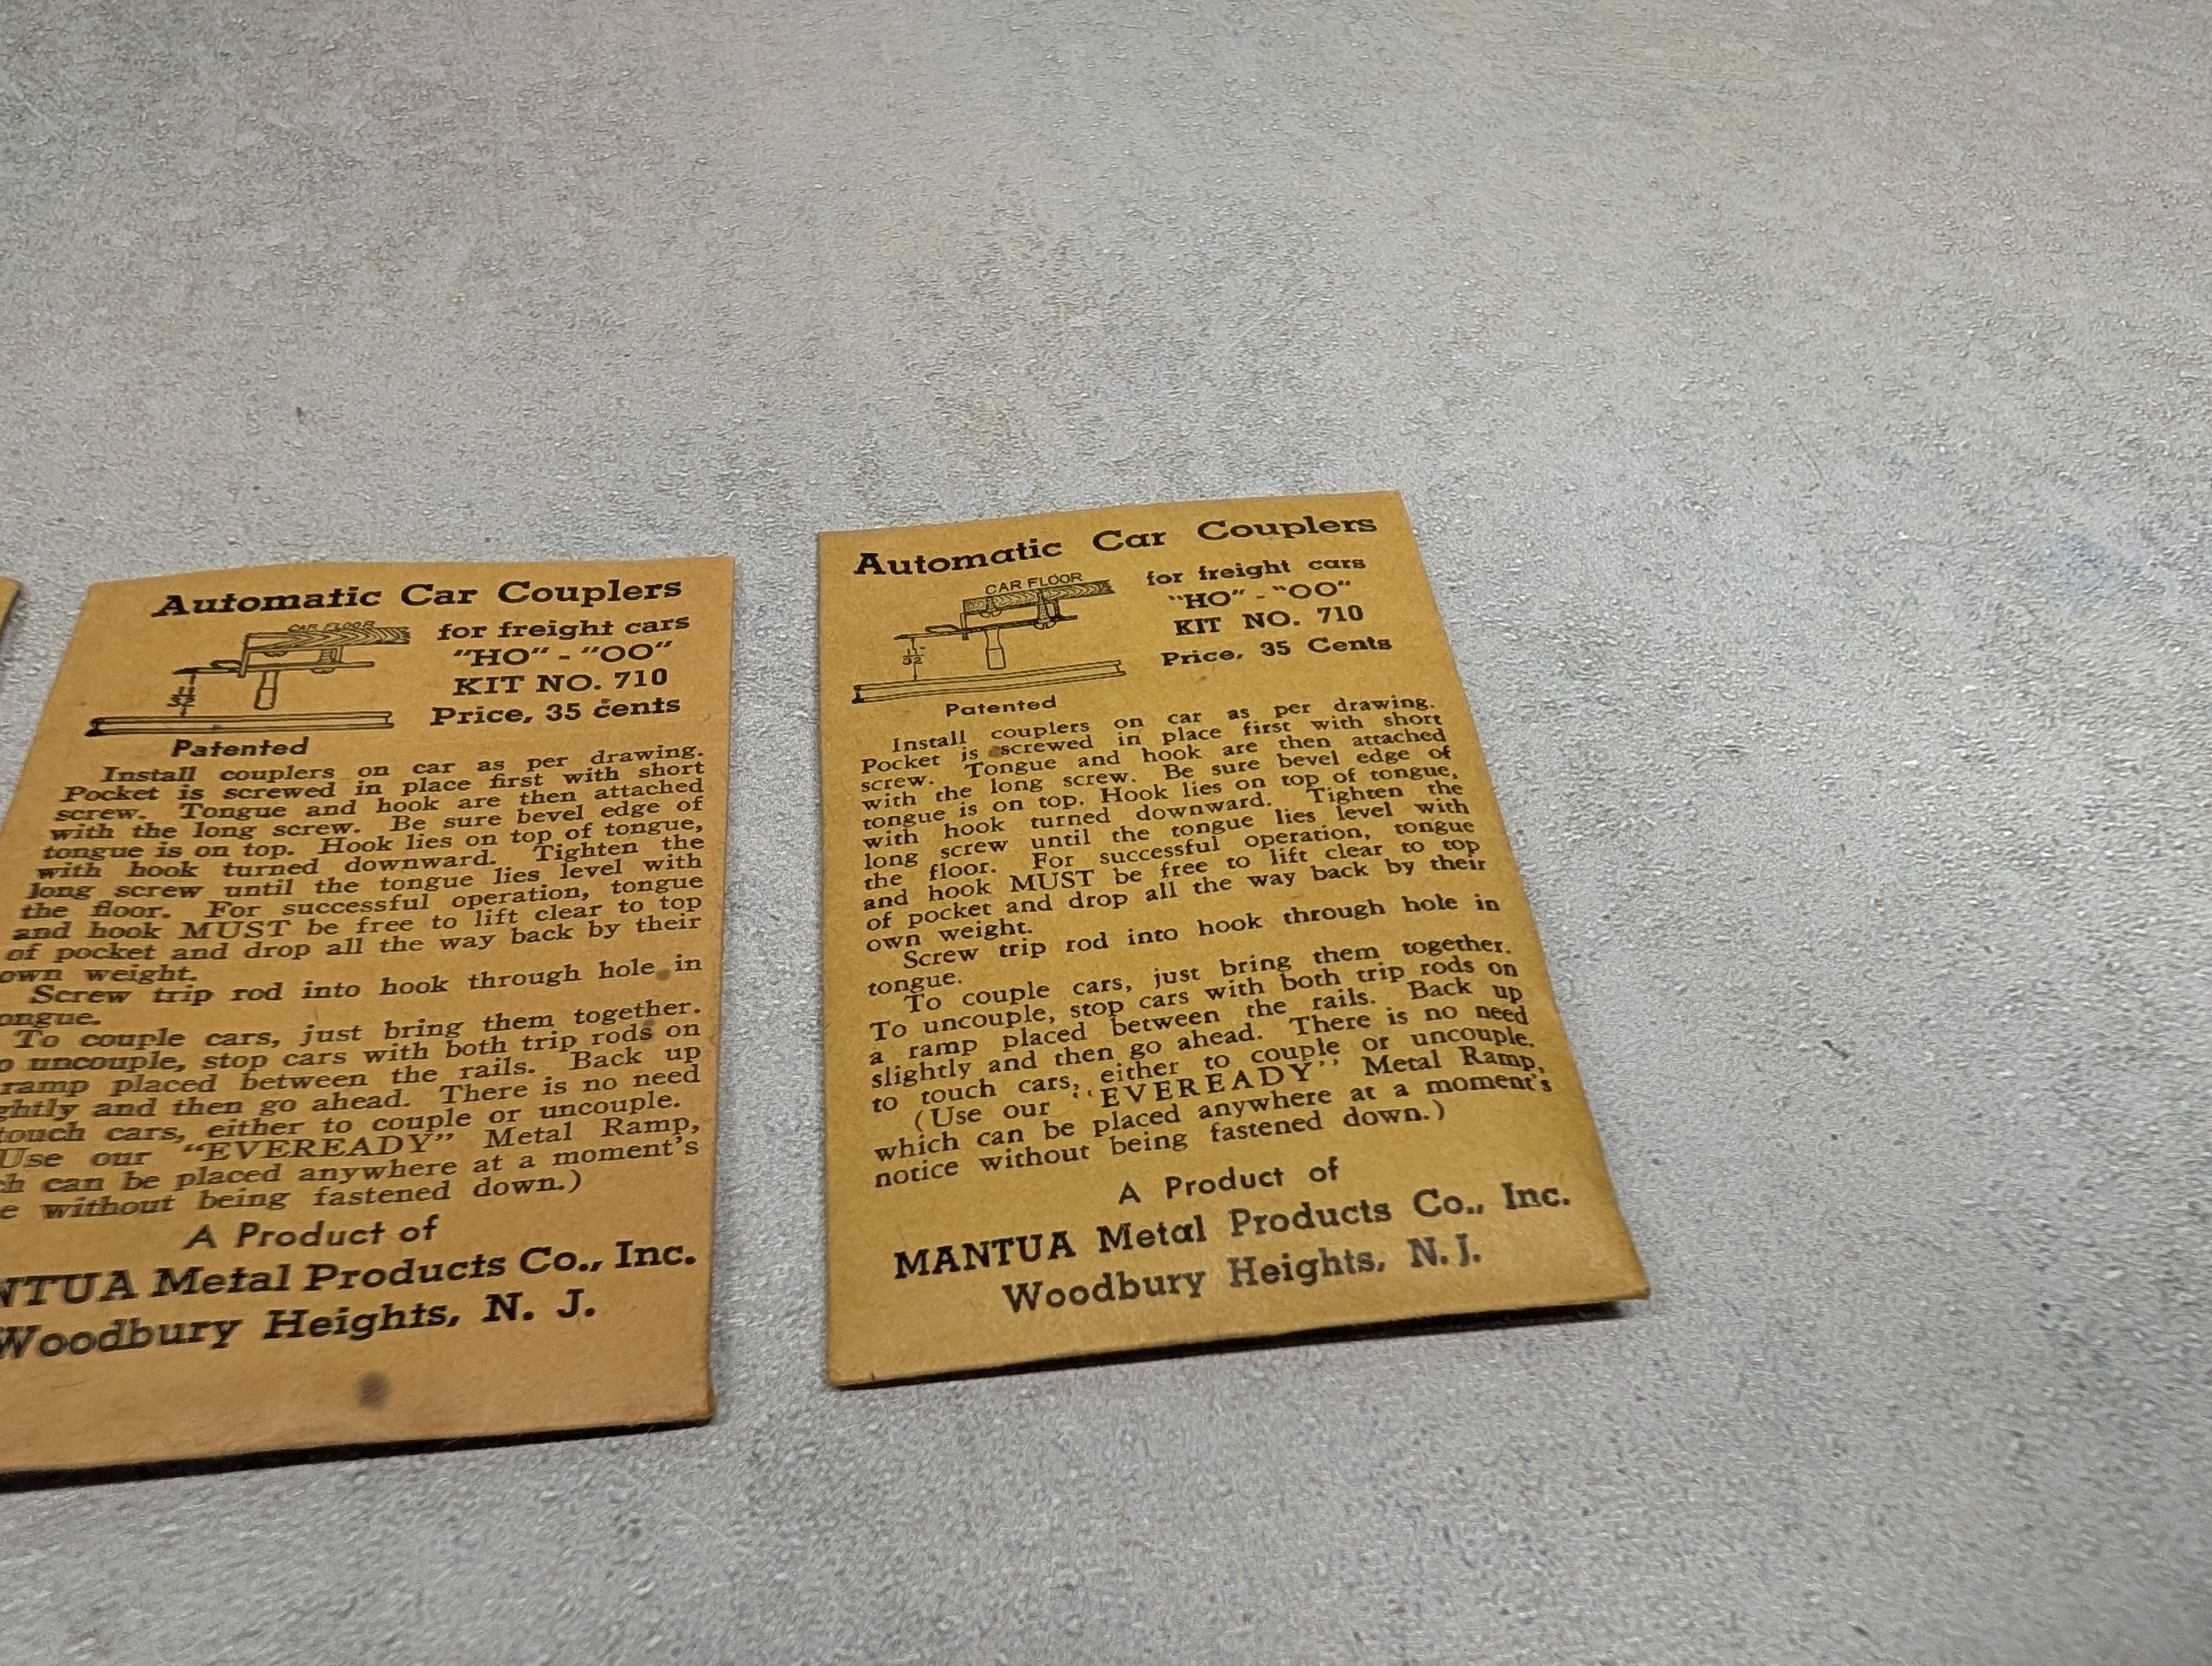 Automatic Car Couplers
CAR FLOOR
for freight cars
"HO" - "OO"
KIT NO. 710
Price, 35 cents
Patented
Install couplers on car as per drawing.
Pocket is screwed in place first with short
screw. Tongue and hook are then attached
with the long screw. Be sure bevel edge of
tongue is on top. Hook lies on top of tongue,
with hook turned downward. Tighten the
long screw until the tongue lies level with
the floor. For successful operation, tongue
and hook MUST be free to lift clear to top
of pocket and drop all the way back by their
own weight.
Screw trip rod into hook through hole in
ongue.
To couple cars, just bring them together.
o uncouple, stop cars with both trip rods on
ramp placed between the rails. Back up
ghtly and then go ahead. There is no need
touch cars, either to couple or uncouple.
Use our "EVEREADY" Metal Ramp,
ch can be placed anywhere at a moment's
e without being fastened down.)
A Product of
NTUA Metal Products Co., Inc.
Woodbury Heights, N. J.
Automatic Car Couplers
CAR FLOOR
for freight cars
"HO" - "OO"
KIT NO. 710
Price, 35 Cents
Patented
Install couplers on car as per drawing.
Pocket is screwed in place first with short
screw. Tongue and hook are then attached
with the long screw. Be sure bevel edge of
tongue is on top. Hook lies on top of tongue,
with hook turned downward. Tighten the
long screw until the tongue lies level with
the floor. For successful operation, tongue
and hook MUST be free to lift clear to top
of pocket and drop all the way back by their
own weight.
Screw trip rod into hook through hole in
tongue.
To couple cars, just bring them together.
To uncouple, stop cars with both trip rods on
a ramp placed between the rails. Back up
slightly and then go ahead. There is no need
to touch cars, either to couple or uncouple.
(Use our "EVEREADY" Metal Ramp,
which can be placed anywhere at a moment's
notice without being fastened down.)
A Product of
MANTUA Metal Products Co., Inc.
Woodbury Heights, N. J.